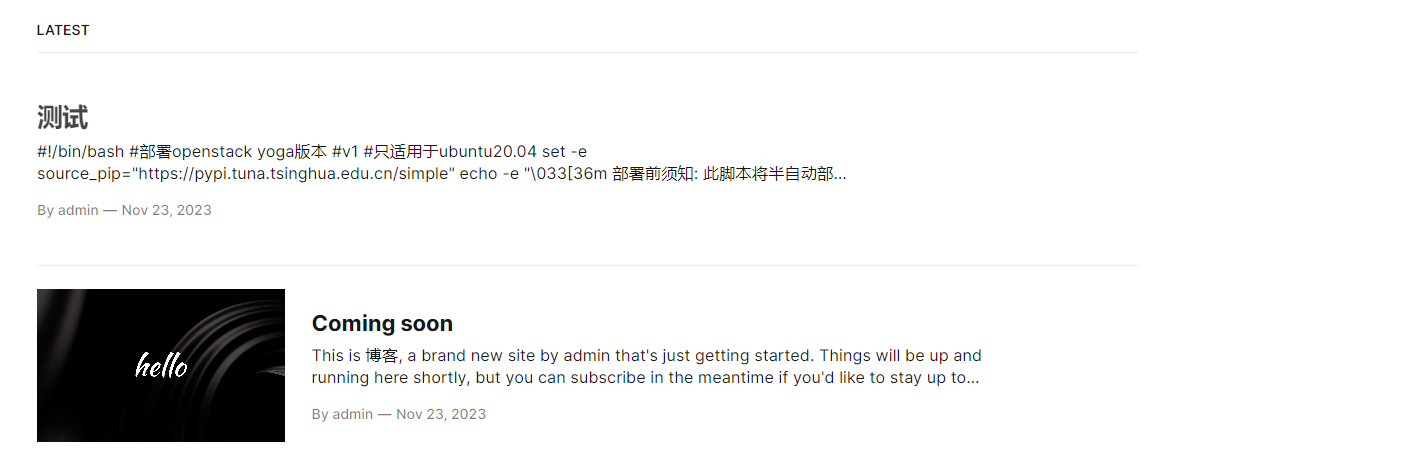 LATEST
测试
#!/bin/bash #部署openstack yoga版本 #v1 #只适用于ubuntu20.04 set -e
source_pip="https://pypi.tuna.tsinghua.edu.cn/simple" echo -e "\033[36m 部署前须知: 此脚本将半自动部…
By admin — Nov 23, 2023
hello
Coming soon
This is 博客, a brand new site by admin that's just getting started. Things will be up and
running here shortly, but you can subscribe in the meantime if you'd like to stay up to…
By admin — Nov 23, 2023